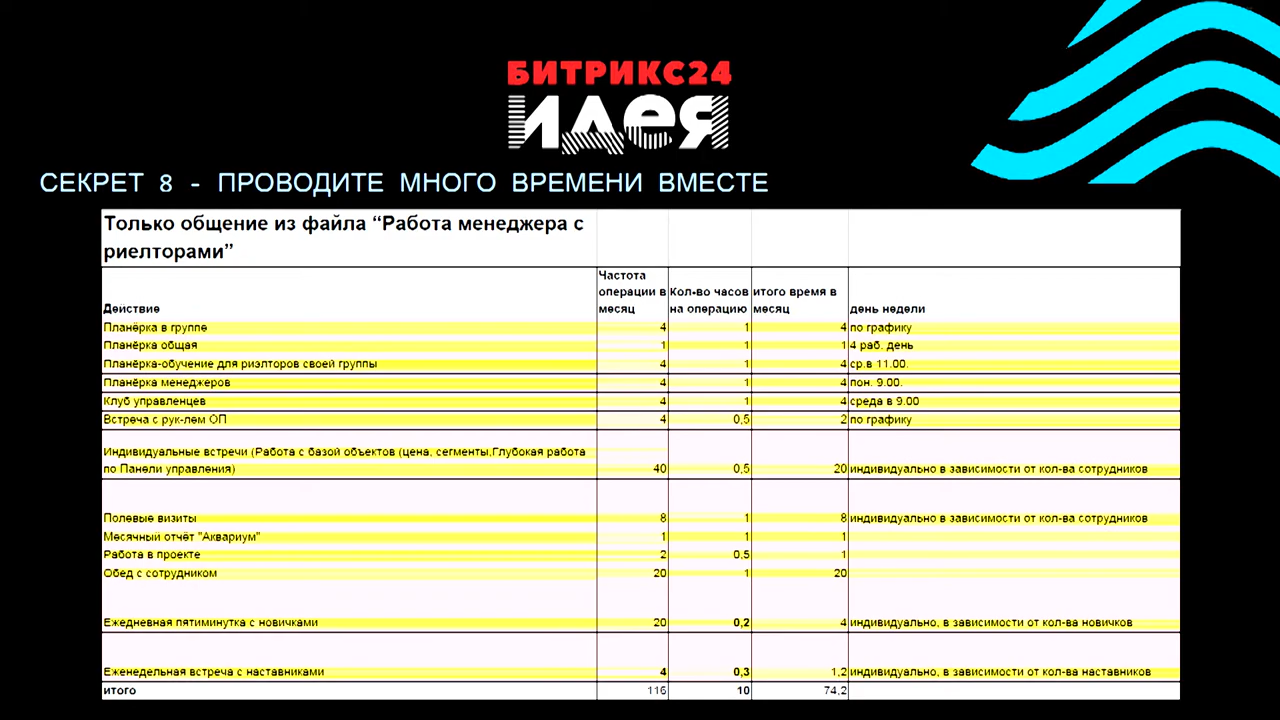 БИТРИКС24
идея
СЕКРЕТ 8 - ПРОВОДИТЕ МНОГО ВРЕМЕНИ ВМЕСТЕ
Только общение из файла “Работа менеджера с
риелторами”
Действие Частота операции в месяц Кол-во часов на операцию итого время в месяц день недели
Планёрка в группе 4 1 4 по графику
Планёрка общая 1 1 1 4 раб. день
Планёрка-обучение для риэлторов своей группы 4 1 4 ср.в 11.00.
Планёрка менеджеров 4 1 4 пон. 9.00.
Клуб управленцев 4 1 4 среда в 9.00
Встреча с рук-лем ОП 4 0,5 2 по графику
Индивидуальные встречи (Работа с базой объектов (цена, сегменты,Глубокая работа
по Панели управления) 40 0,5 20 индивидуально в зависимости от кол-ва сотрудников
Полевые визиты 8 1 8 индивидуально в зависимости от кол-ва сотрудников
Месячный отчёт "Аквариум" 1 1 1
Работа в проекте 2 0,5 1
Обед с сотрудником 20 1 20
Ежедневная пятиминутка с новичками 20 0,2 4 индивидуально, в зависимости от кол-ва новичков
Еженедельная встреча с наставниками 4 0,3 1,2 индивидуально, в зависимости от кол-ва наставников
итого 116 10 74,2